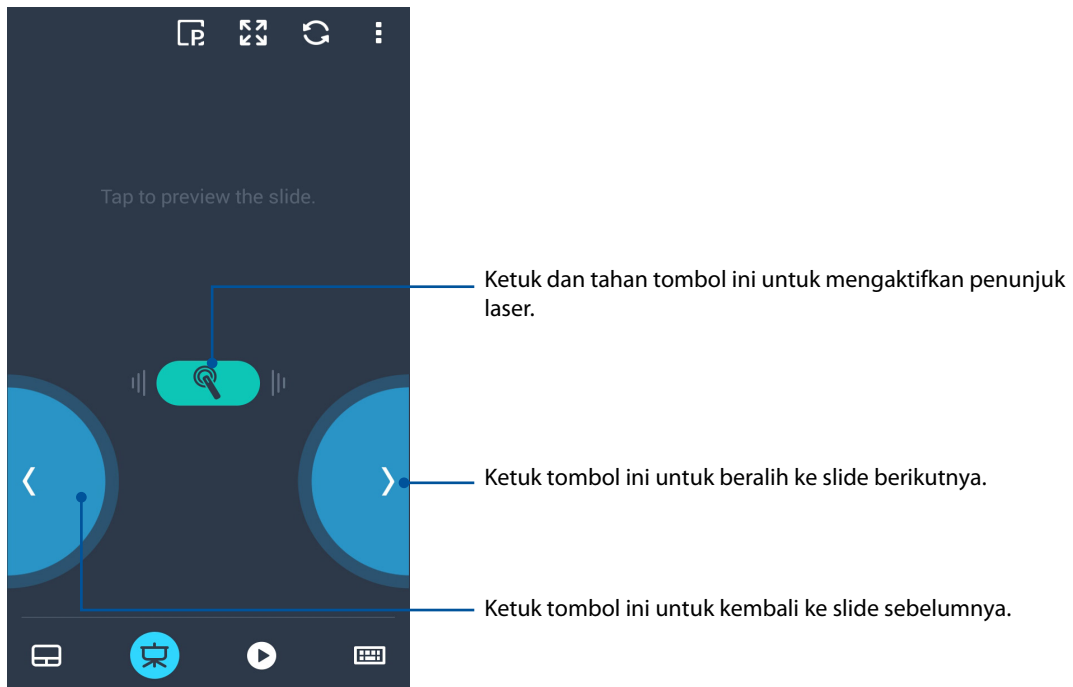 Tap to preview the slide.
Ketuk dan tahan tombol ini untuk mengaktifkan penunjuk
laser.
Ketuk tombol ini untuk beralih ke slide berikutnya.
Ketuk tombol ini untuk kembali ke slide sebelumnya.